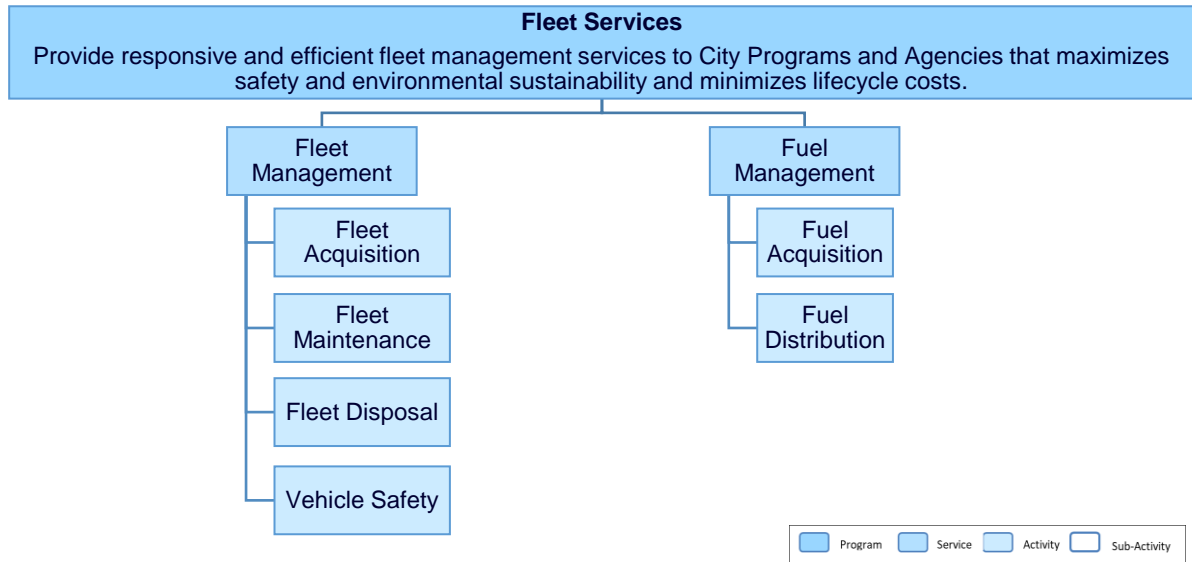 Fleet Services
Provide responsive and efficient fleet management services to City Programs and Agencies that maximizes
safety and environmental sustainability and minimizes lifecycle costs.
Fleet
Management
Fleet
Acquisition
Fleet
Maintenance
Fleet Disposal
Vehicle Safety
Fuel
Management
Fuel
Acquisition
Fuel
Distribution
Program Service Activity Sub-Activity